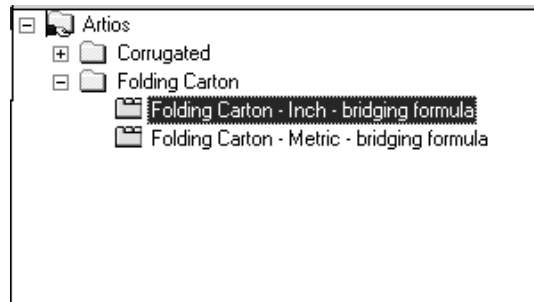 Artios
Corrugated
Folding Carton
Folding Carton - Inch - bridging formula
Folding Carton - Metric - bridging formula